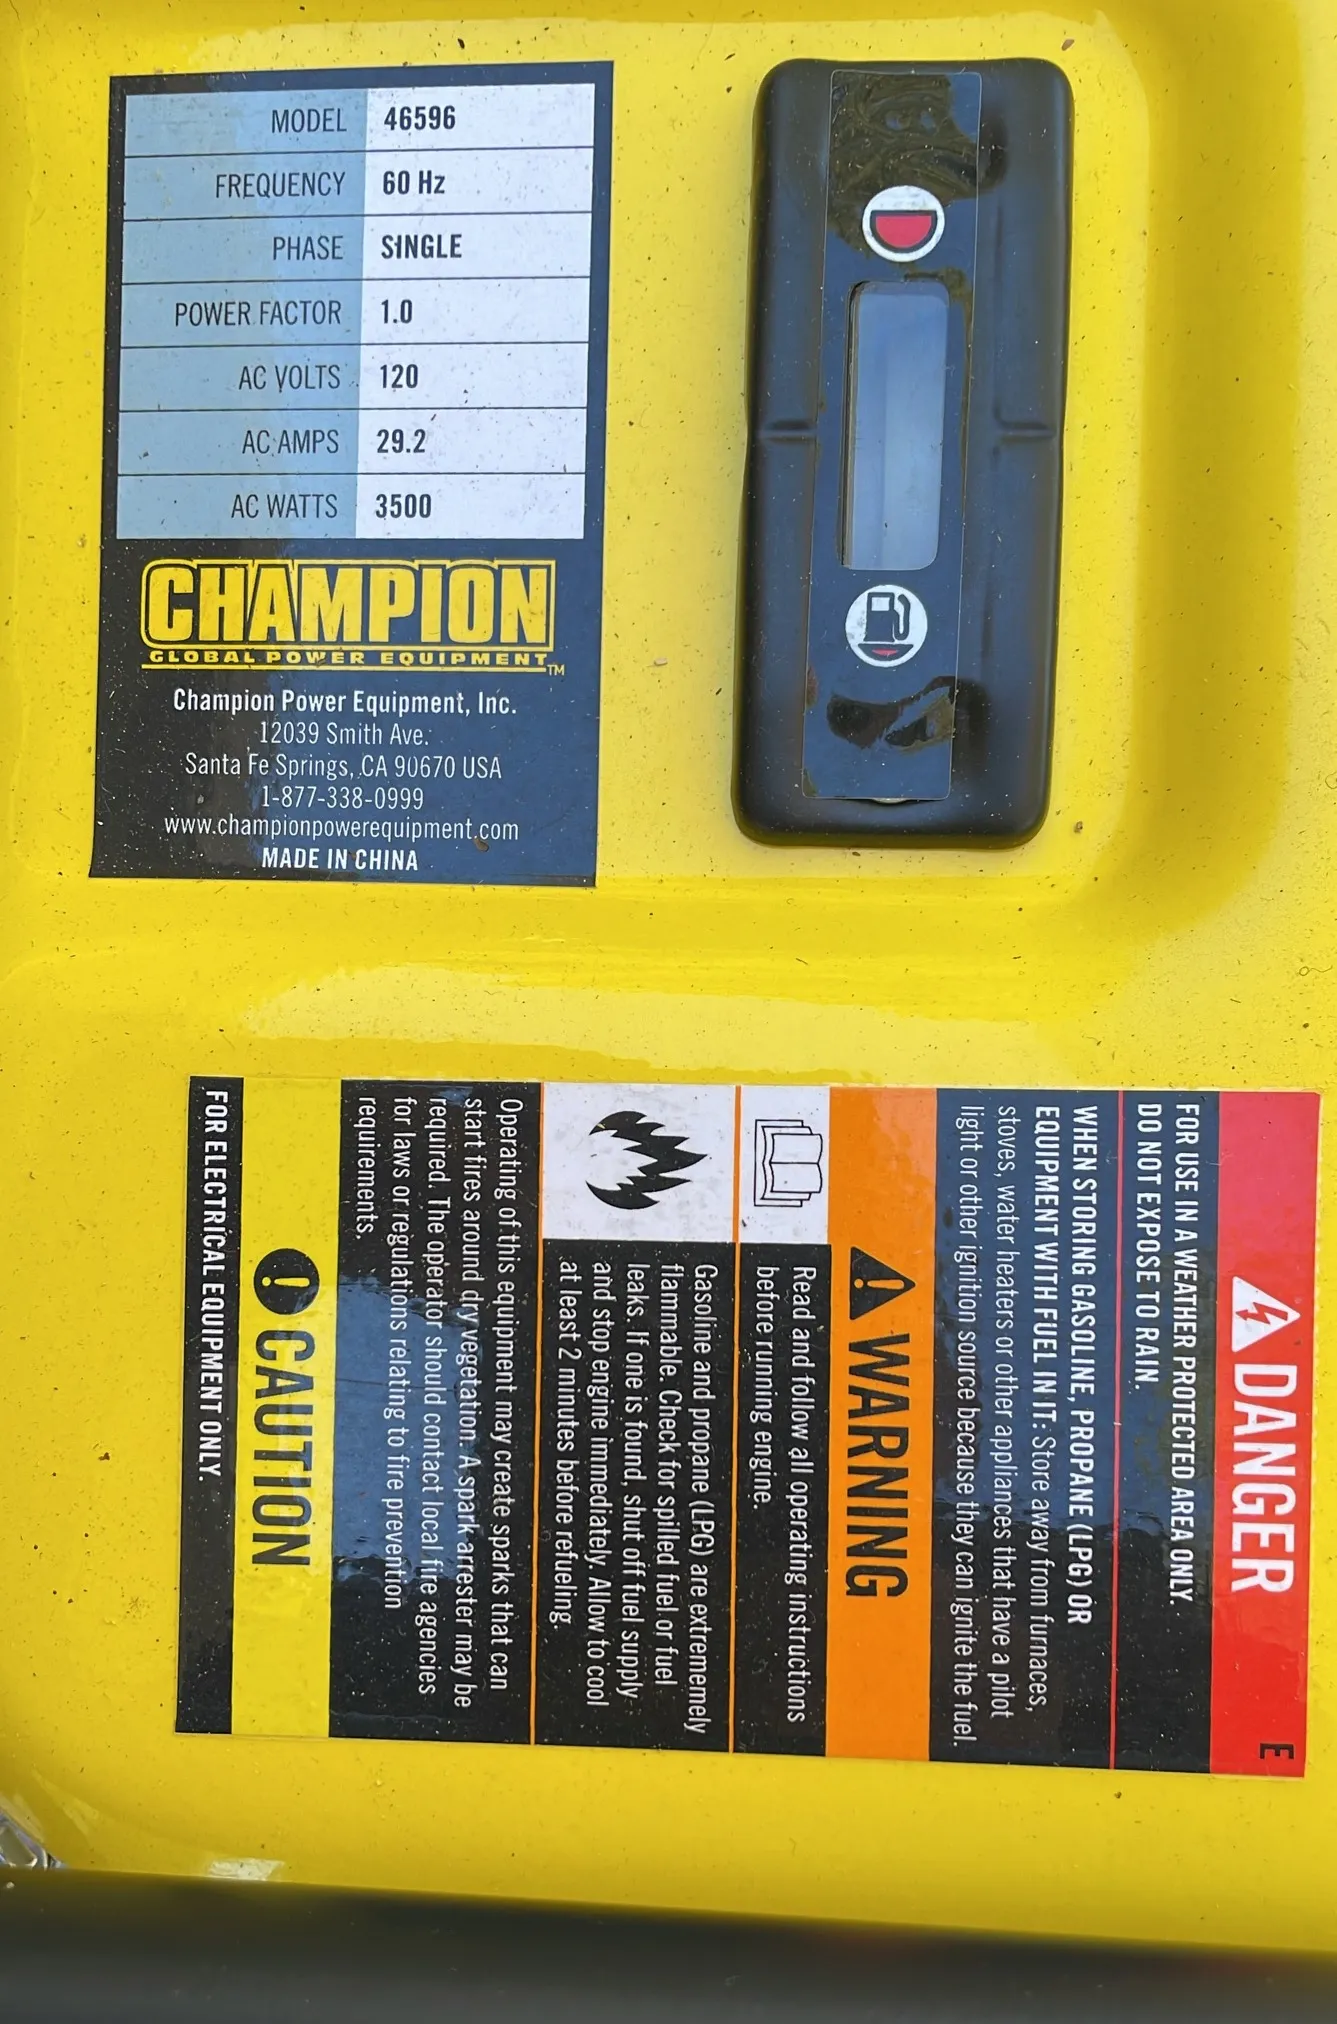 MODEL 46596
FREQUENCY 60 Hz
PHASE SINGLE
POWER FACTOR 1.0
AC VOLTS 120
AC AMPS 29.2
AC WATTS 3500
CHAMPION
GLOBAL POWER EQUIPMENT™
Champion Power Equipment, Inc.
12039 Smith Ave.
Santa Fe Springs, CA 90670 USA
1-877-338-0999
www.championpowerequipment.com
MADE IN CHINA
DANGER
E
FOR USE IN A WEATHER PROTECTED AREA ONLY.
DO NOT EXPOSE TO RAIN.
WHEN STORING GASOLINE, PROPANE (LPG) OR
EQUIPMENT WITH FUEL IN IT: Store away from furnaces,
stoves, water heaters or other appliances that have a pilot
light or other ignition source because they can ignite the fuel.
WARNING
Read and follow all operating instructions
before running engine.
Gasoline and propane (LPG) are extrememely
flammable. Check for spilled fuel or fuel
leaks. If one is found, shut off fuel supply
and stop engine immediately. Allow to cool
at least 2 minutes before refueling.
Operating of this equipment may create sparks that can
start fires around dry vegetation. A spark arrester may be
required. The operator should contact local fire agencies
for laws or regulations relating to fire prevention
requirements.
CAUTION
FOR ELECTRICAL EQUIPMENT ONLY.